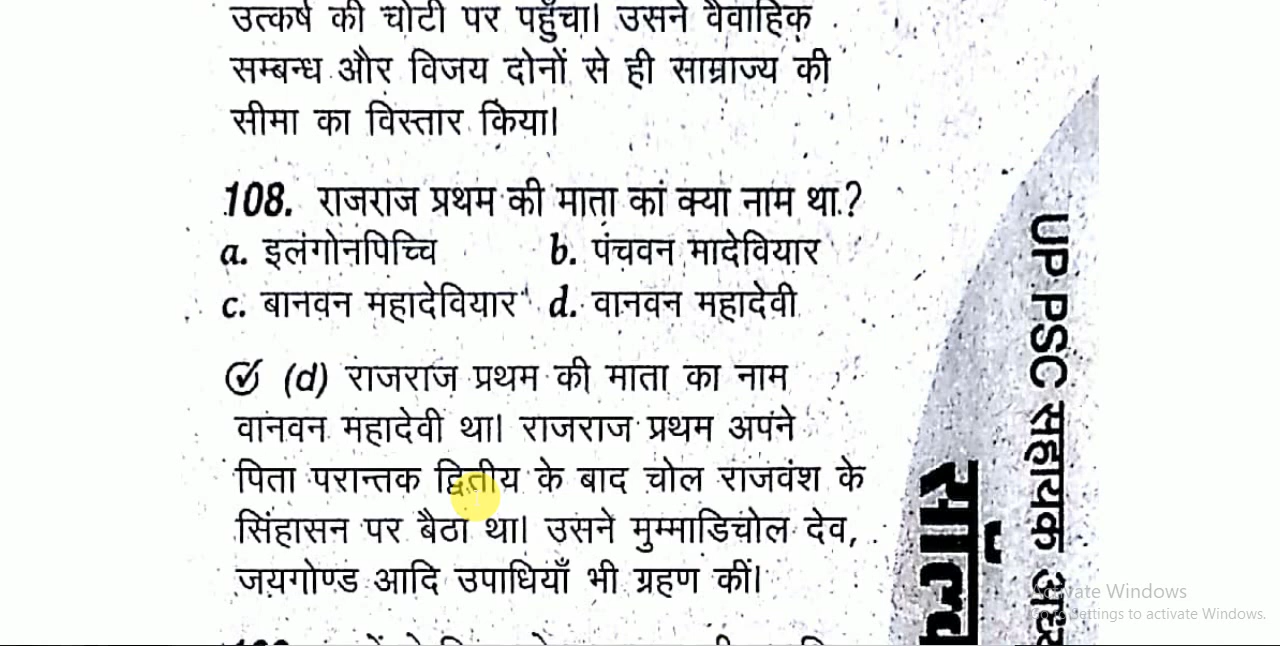 उत्कर्ष की चोटी पर पहुँचा। उसने वैवाहिक
सम्बन्ध और विजय दोनों से ही साम्राज्य की
सीमा का विस्तार किया।
108. राजराज प्रथम की माता कां क्या नाम था.?
a. इलंगोनपिच्चि b. पंचवन मादेवियार
c. बानवन महादेवियार d. वानवन महादेवी
(d) राजराज प्रथम की माता का नाम
वानवन महादेवी था। राजराज प्रथम अपने
पिता परान्तक द्वितीय के बाद चोल राजवंश के
सिंहासन पर बैठा था। उसने मुम्माडिचोल देव,
जयगोण्ड आदि उपाधियाँ भी ग्रहण कीं।
UP PSC सहायक
Activate Windows
Go to Settings to activate Windows.